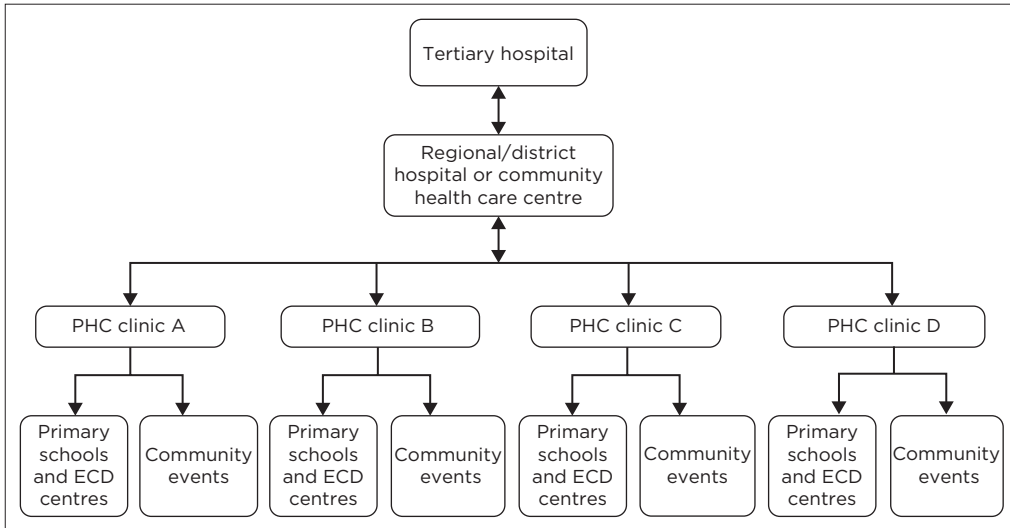 Tertiary hospital
Regional/district
hospital or community
health care centre
PHC clinic A
PHC clinic B
PHC clinic C
PHC clinic D
Primary
schools
and ECD
centres
Community
events
Primary
schools
and ECD
centres
Community
events
Primary
schools
and ECD
centres
Community
events
Primary
schools
and ECD
centres
Community
events